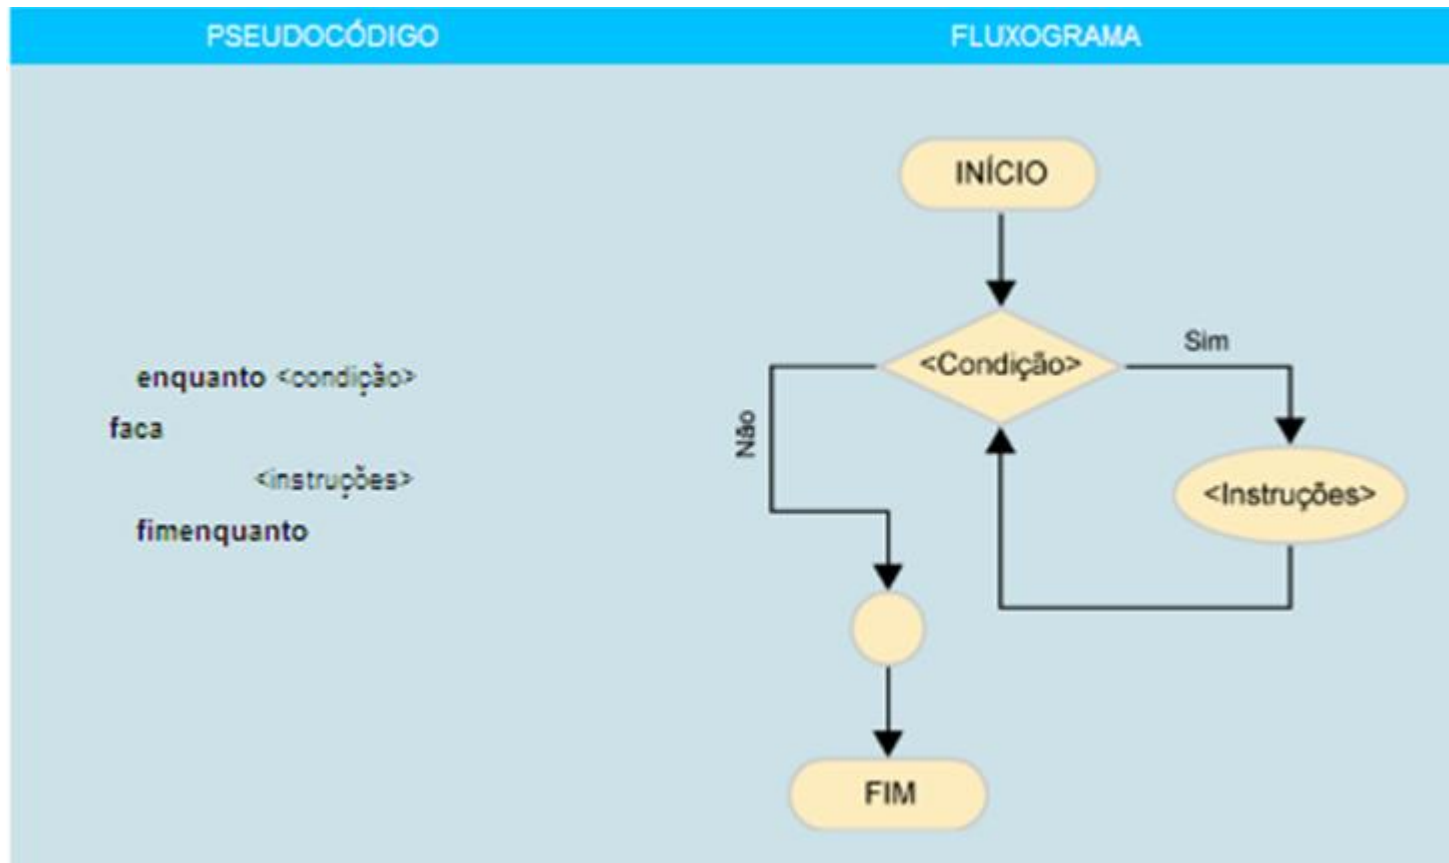 PSEUDOCÓDIGO
FLUXOGRAMA
enquanto <condição>
faca
<instruções>
fimenquanto
INÍCIO
<Condição>
Sim
Não
<Instruções>
FIM